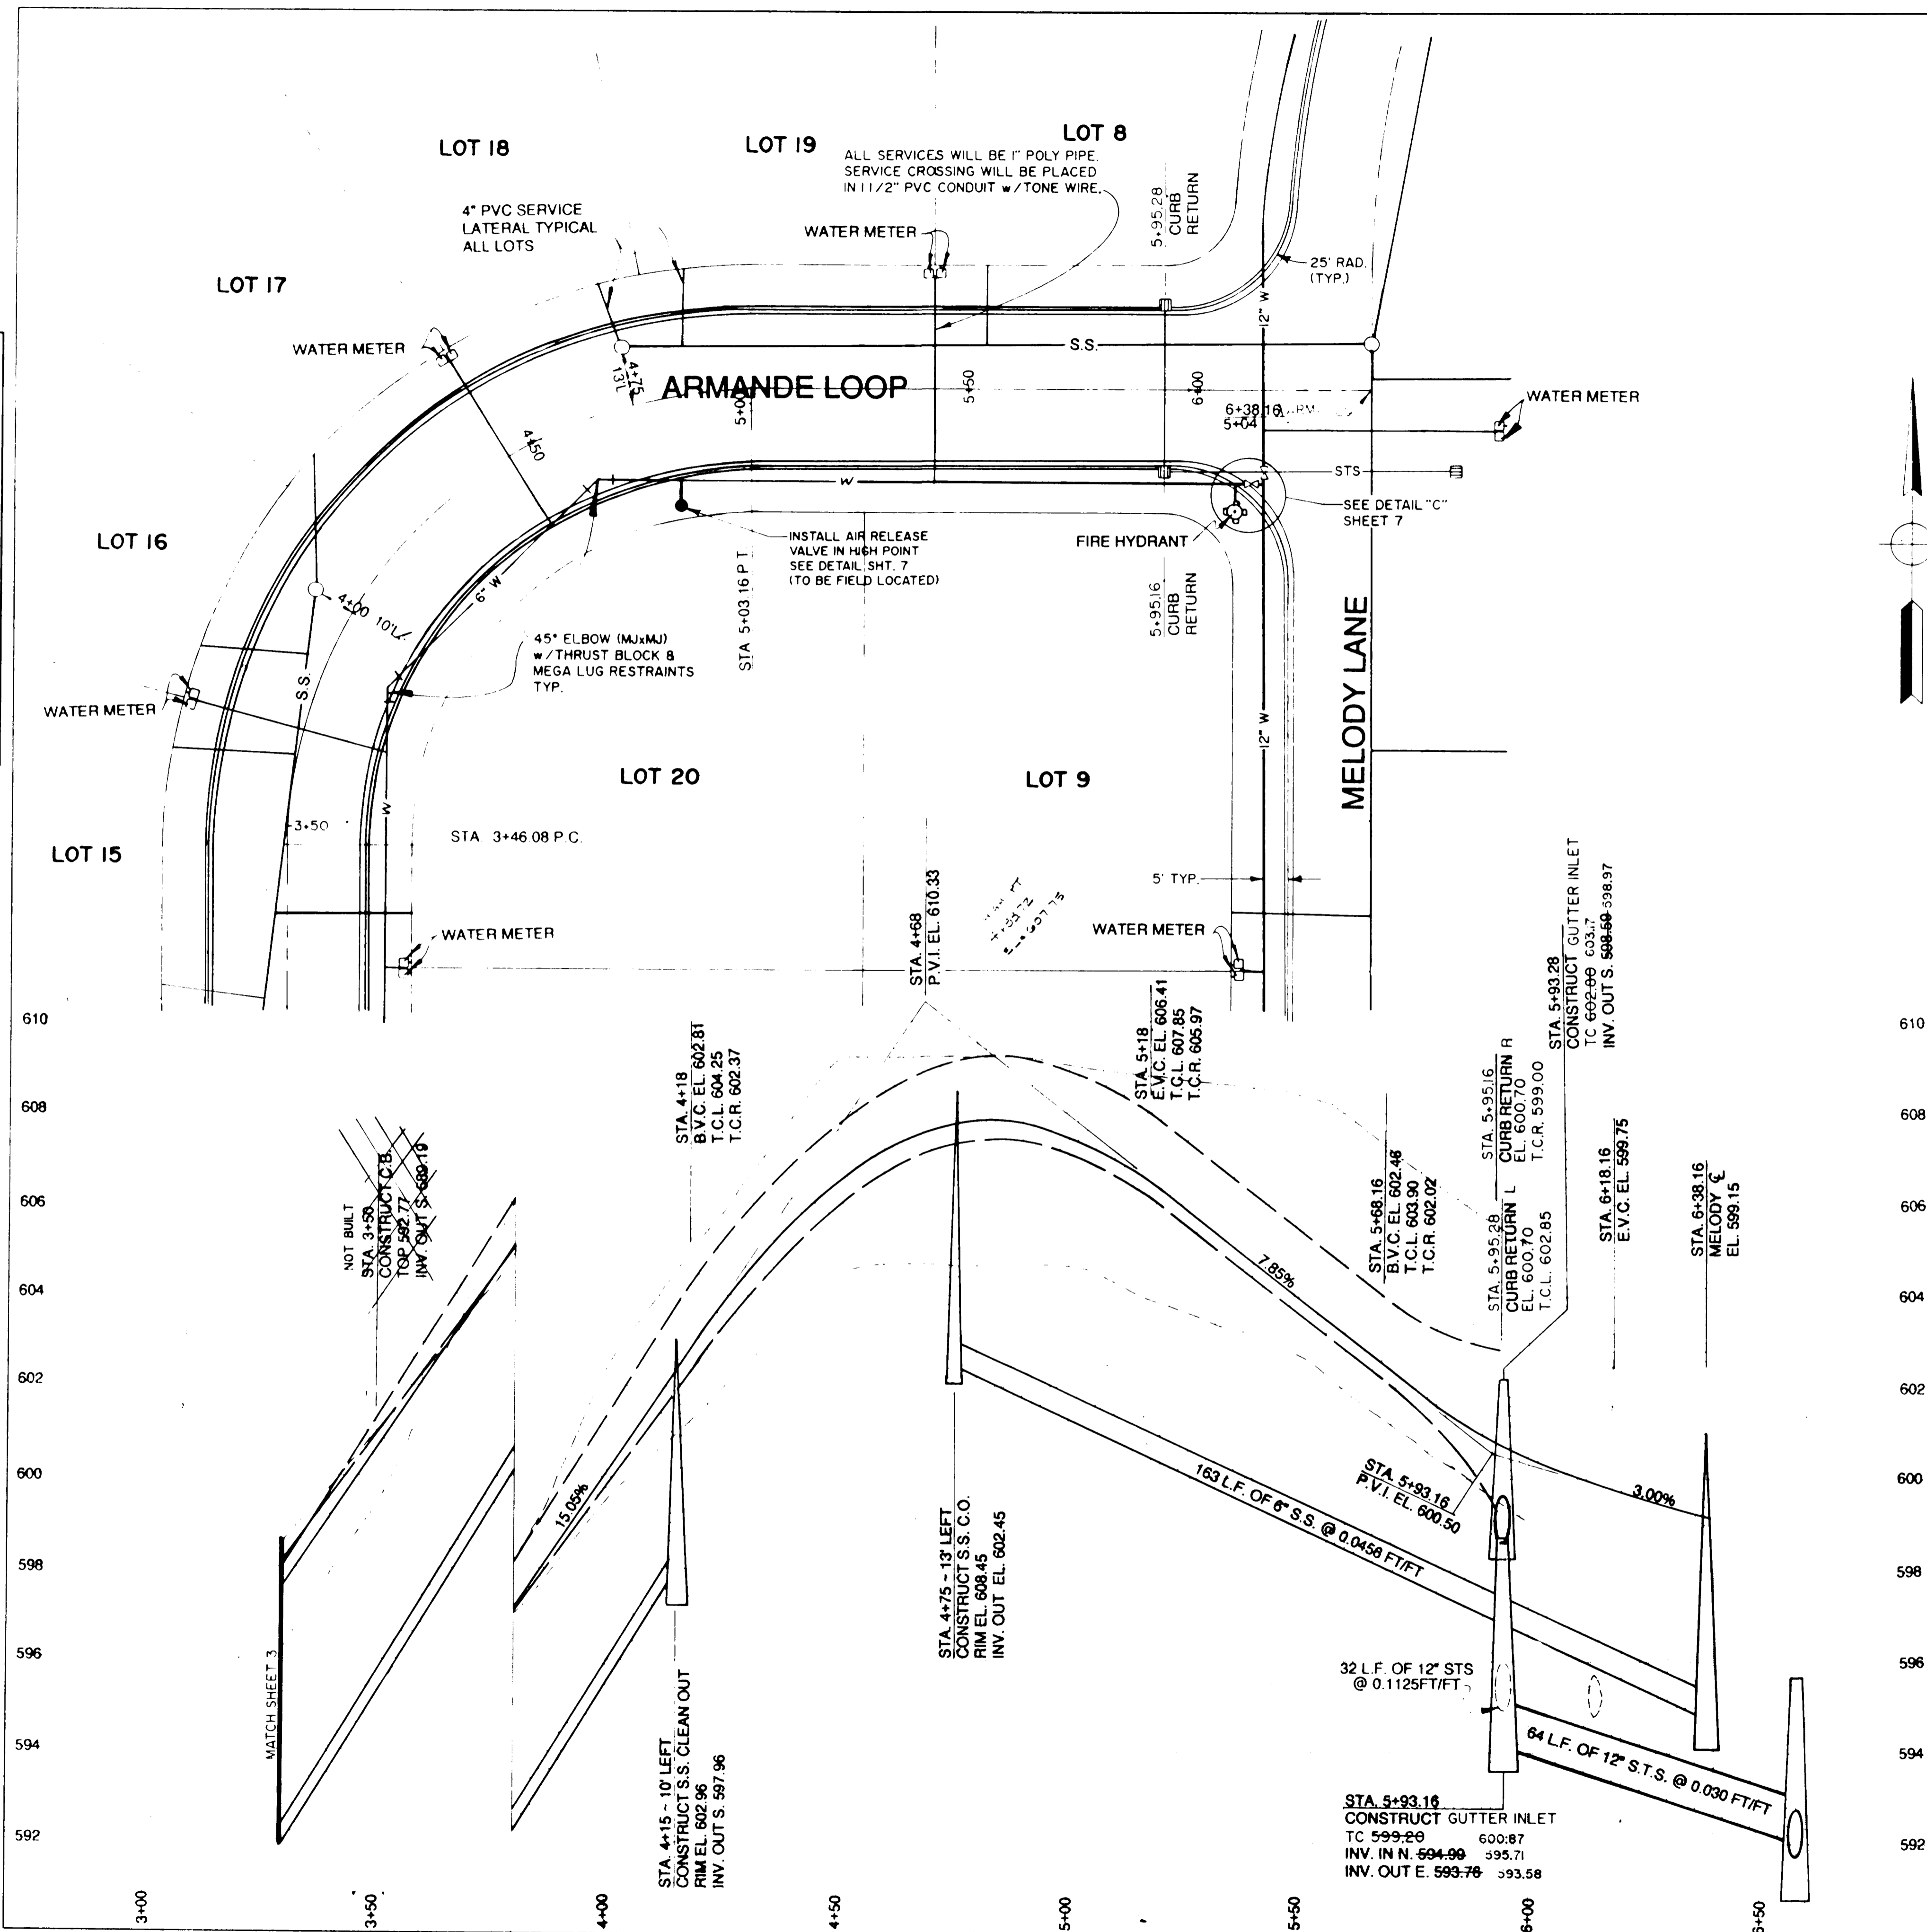 LOT 18
LOT 19
LOT 8
ALL SERVICES WILL BE 1" POLY PIPE.
SERVICE CROSSING WILL BE PLACED
IN 1 1/2" PVC CONDUIT w/TONE WIRE.
4" PVC SERVICE
LATERAL TYPICAL
ALL LOTS
WATER METER
5+95.28
CURB
RETURN
25' RAD.
(TYP.)
LOT 17
12" W
WATER METER
S.S.
4+75
13'L
ARMANDE LOOP
5+00
5+50
6+00
6+38.16
5+04
WATER METER
4+50
W
STS
SEE DETAIL "C"
SHEET 7
LOT 16
INSTALL AIR RELEASE
VALVE IN HIGH POINT
SEE DETAIL SHT. 7
(TO BE FIELD LOCATED)
FIRE HYDRANT
6" W
4+00 10'L
STA 5+03.16 P.T.
5+95.16
CURB
RETURN
45° ELBOW (MJxMJ)
w/THRUST BLOCK &
MEGA LUG RESTRAINTS
TYP.
S.S.
WATER METER
MELODY LANE
12" W
LOT 20
LOT 9
W
3+50
STA. 3+46.08 P.C.
LOT 15
5' TYP.
WATER METER
WATER METER
STA. 4+68
P.V.I. EL. 610.33
STA. 5+93.28
CONSTRUCT GUTTER INLET
TC 602.80 603.17
INV. OUT S. 598.50 598.97
610
610
STA. 4+18
B.V.C. EL. 602.81
T.C.L. 604.25
T.C.R. 602.37
STA. 5+18
E.V.C. EL. 606.41
T.C.L. 607.85
T.C.R. 605.97
608
608
NOT BUILT
STA. 3+50
CONSTRUCT C.B.
TOP 592.77
INV. OUT S. 589.19
STA. 5+68.16
B.V.C. EL. 602.46
T.C.L. 603.90
T.C.R. 602.02
STA. 5+95.16
CURB RETURN R
EL. 600.70
T.C.R. 599.00
STA. 5+95.28
CURB RETURN L
EL. 600.70
T.C.L. 602.85
STA. 6+18.16
E.V.C. EL. 599.75
STA. 6+38.16
MELODY ℄
EL. 599.15
606
606
604
604
7.85%
602
602
600
600
15.05%
163 L.F. OF 6" S.S. @ 0.0456 FT/FT
STA. 5+93.16
P.V.I. EL. 600.50
3.00%
598
598
STA. 4+75 ~ 13' LEFT
CONSTRUCT S.S. C.O.
RIM EL. 608.45
INV. OUT EL. 602.45
596
596
MATCH SHEET 3
32 L.F. OF 12" STS
@ 0.1125FT/FT
594
594
64 L.F. OF 12" S.T.S. @ 0.030 FT/FT
STA. 4+15 ~ 10' LEFT
CONSTRUCT S.S. CLEAN OUT
RIM EL. 602.96
INV. OUT S. 597.96
592
592
STA. 5+93.16
CONSTRUCT GUTTER INLET
TC 599.20 600.87
INV. IN N. 594.99 595.71
INV. OUT E. 593.76 593.58
3+00
3+50
4+00
4+50
5+00
5+50
6+00
6+50